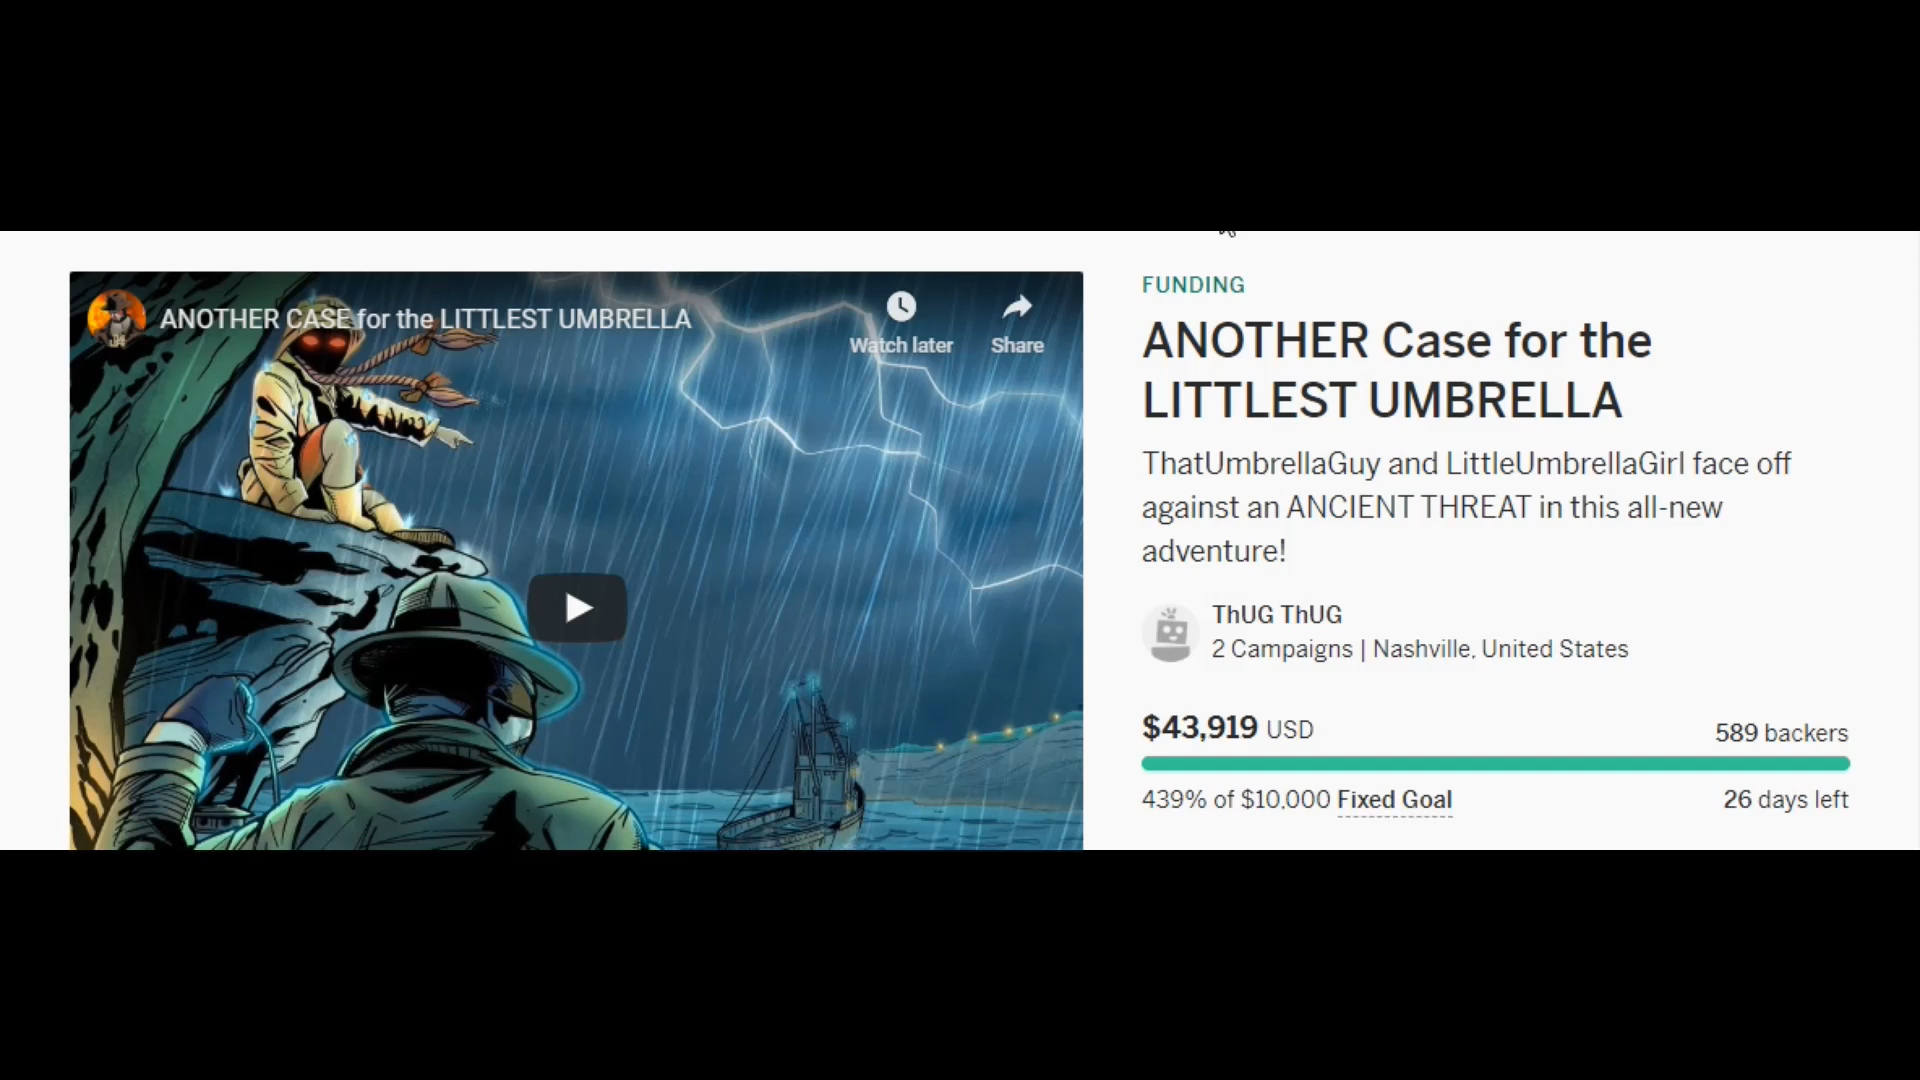 ANOTHER CASE for the LITTLEST UMBRELLA
Watch later
Share
FUNDING
ANOTHER Case for the
LITTLEST UMBRELLA
ThatUmbrellaGuy and LittleUmbrellaGirl face off
against an ANCIENT THREAT in this all-new
adventure!
ThUG ThUG
2 Campaigns | Nashville, United States
$43,919 USD
589 backers
439% of $10,000 Fixed Goal
26 days left